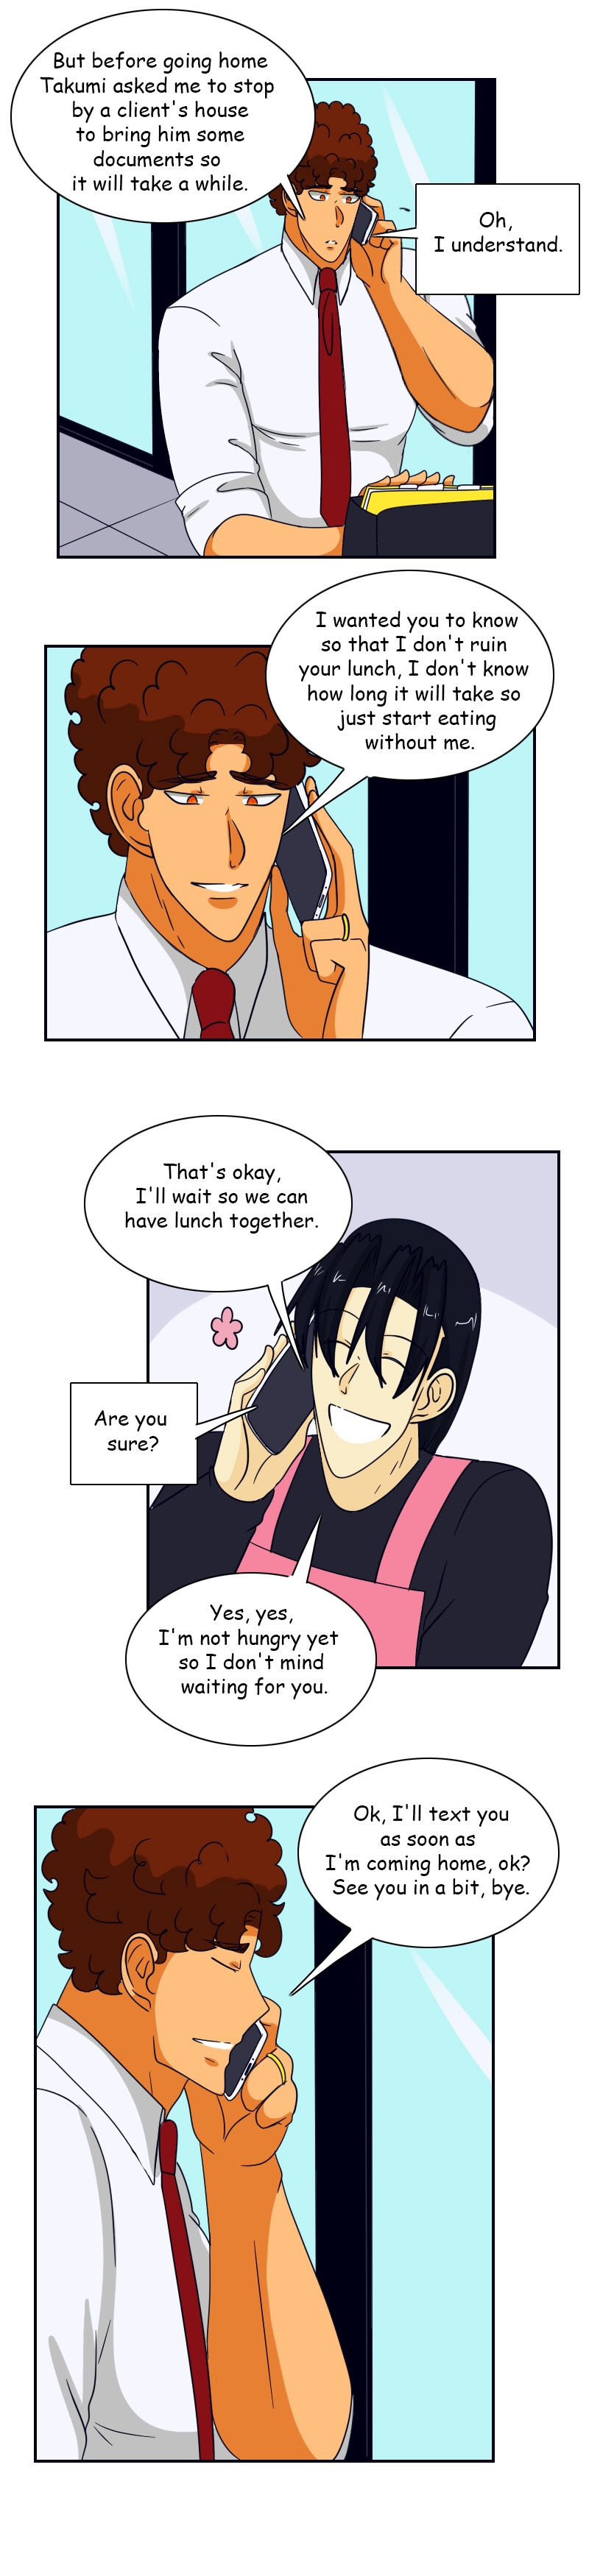 But before going home
Takumi asked me to stop
by a client's house
to bring him some
documents so
it will take a while.
Oh,
I understand.
I wanted you to know
so that I don't ruin
your lunch, I don't know
how long it will take so
just start eating
without me.
That's okay,
I'll wait so we can
have lunch together.
Are you
sure?
Yes, yes,
I'm not hungry yet
so I don't mind
waiting for you.
Ok, I'll text you
as soon as
I'm coming home, ok?
See you in a bit, bye.